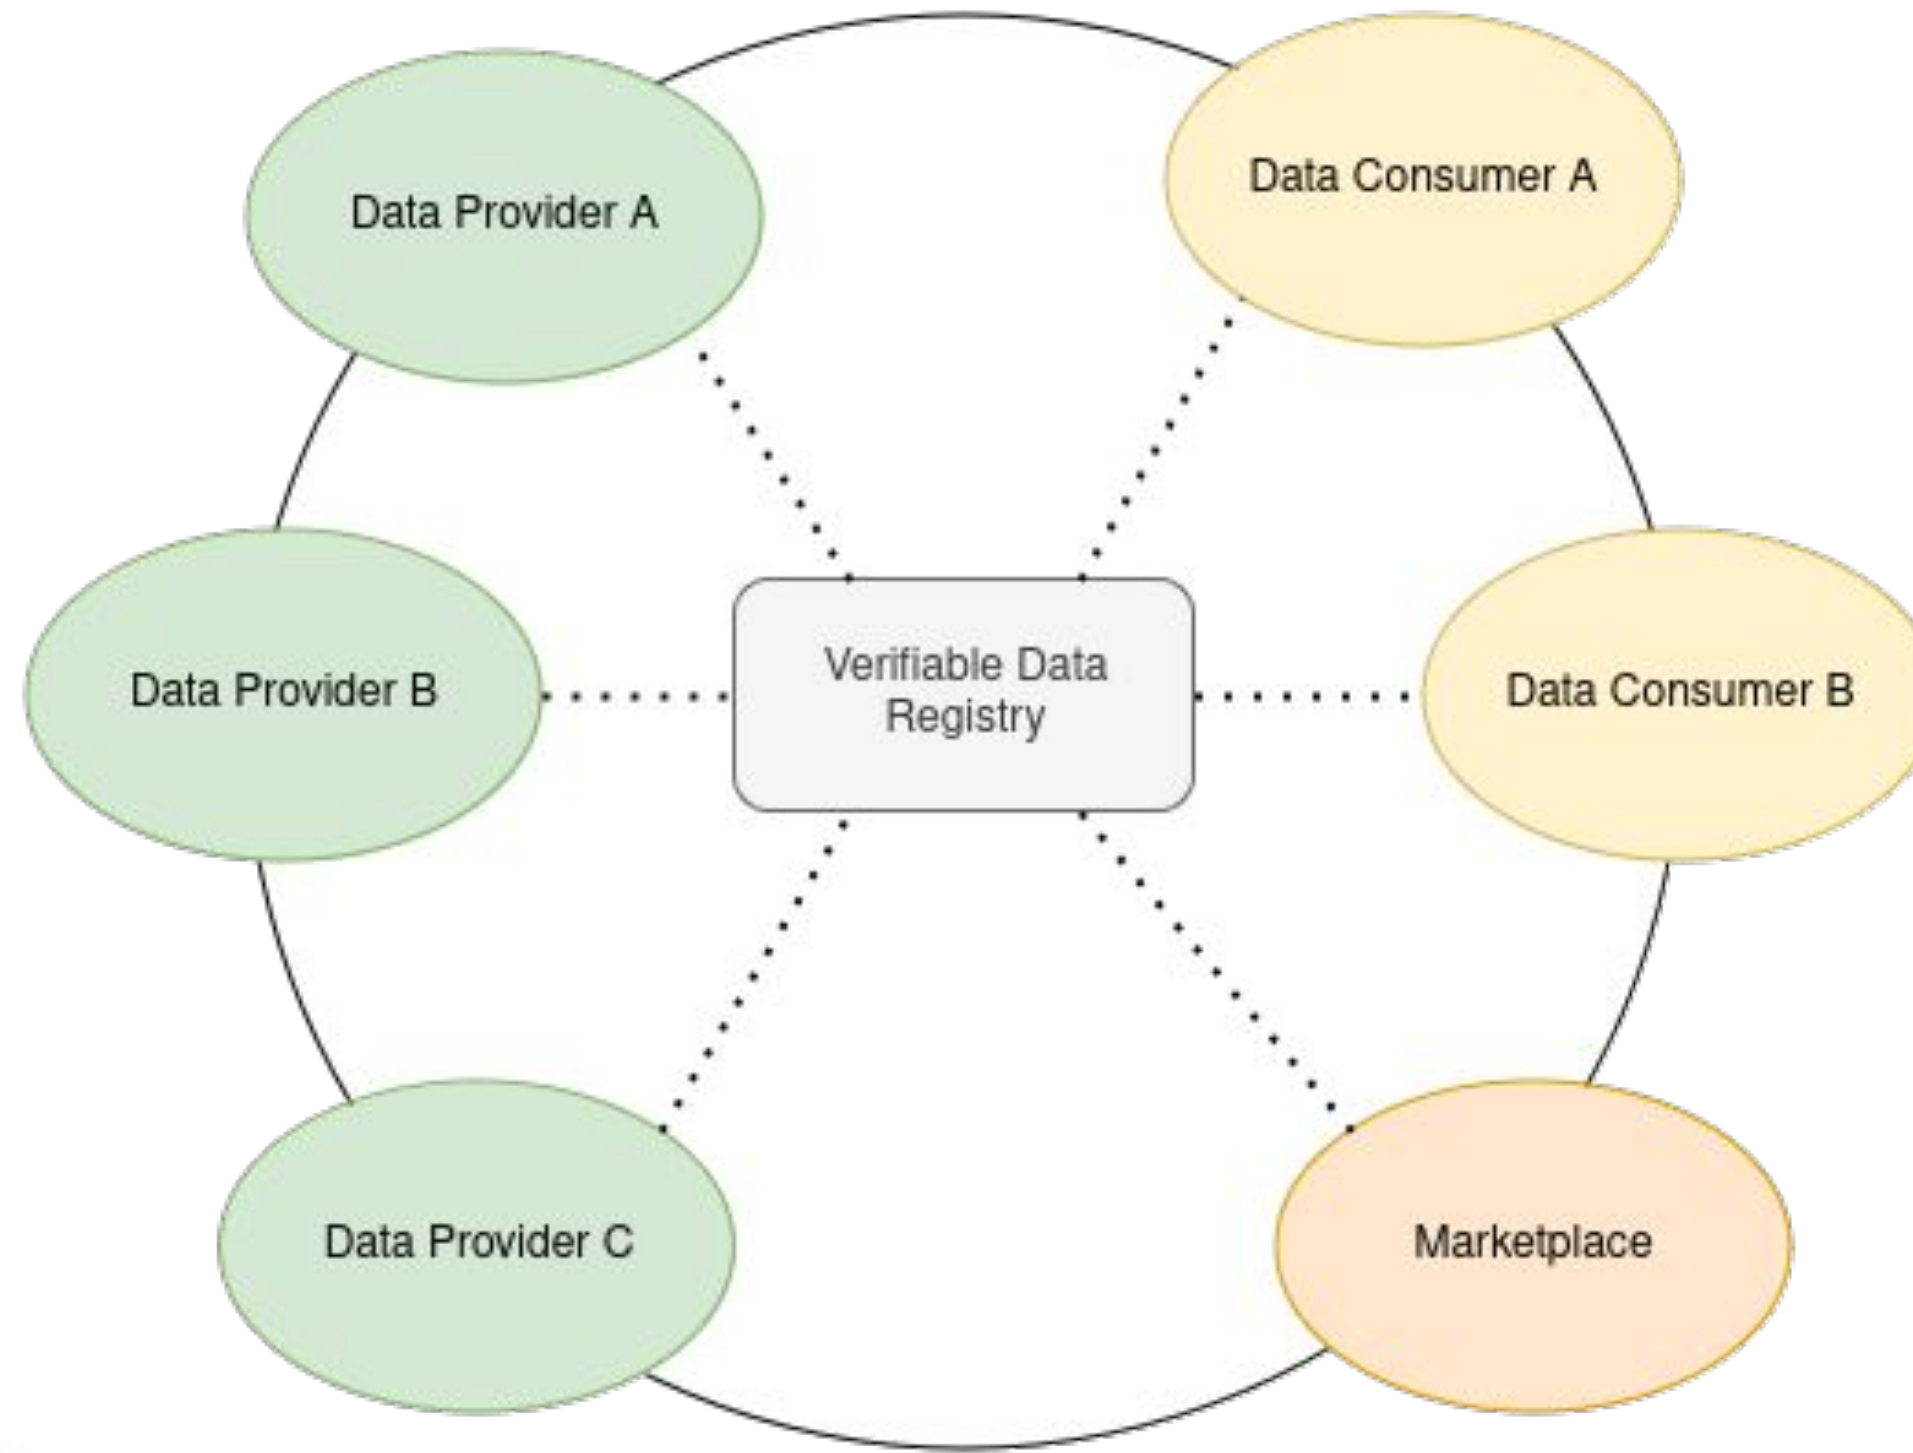 Data Provider A
Data Consumer A
Data Provider B
Verifiable Data
Registry
Data Consumer B
Data Provider C
Marketplace